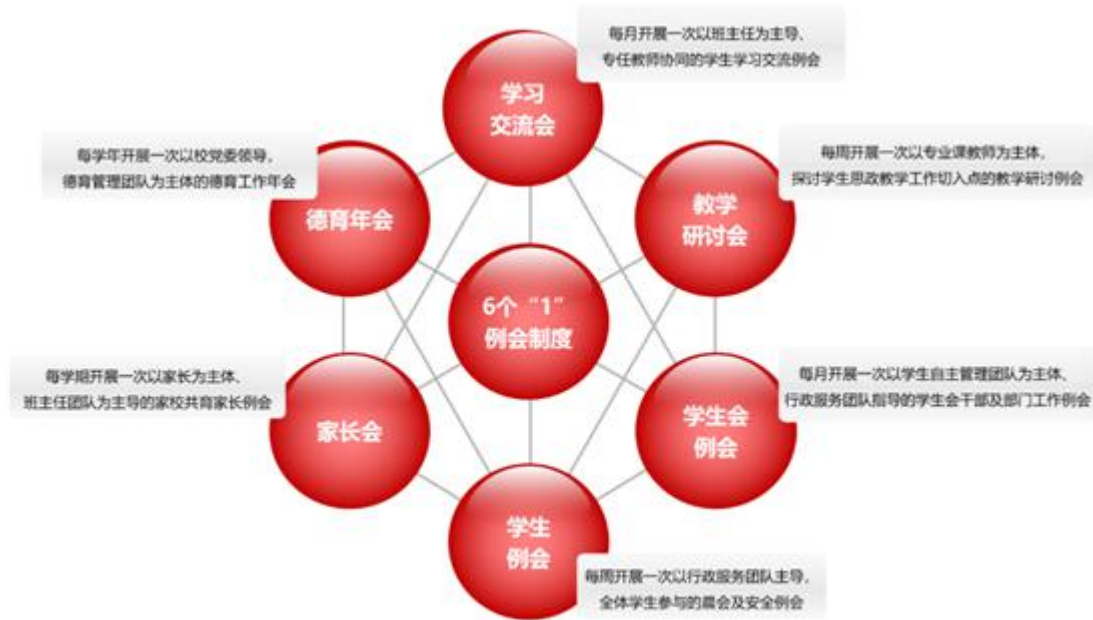 每月开展一次以班主任为主导、
专任教师协同的学生学习交流例会
学习
交流会
每学年开展一次以校党委领导，
德育管理团队为主体的德育工作年会
德育年会
每周开展一次以专业课教师为主体、
探讨学生思政教学工作切入点的教学研讨例会
教学
研讨会
6个“1”
例会制度
每学期开展一次以家长为主体、
班主任团队为主导的家校共育家长例会
家长会
每月开展一次以学生自主管理团队为主体、
行政服务团队指导的学生会干部及部门工作例会
学生会
例会
学生
例会
每周开展一次以行政服务团队主导，
全体学生参与的晨会及安全例会